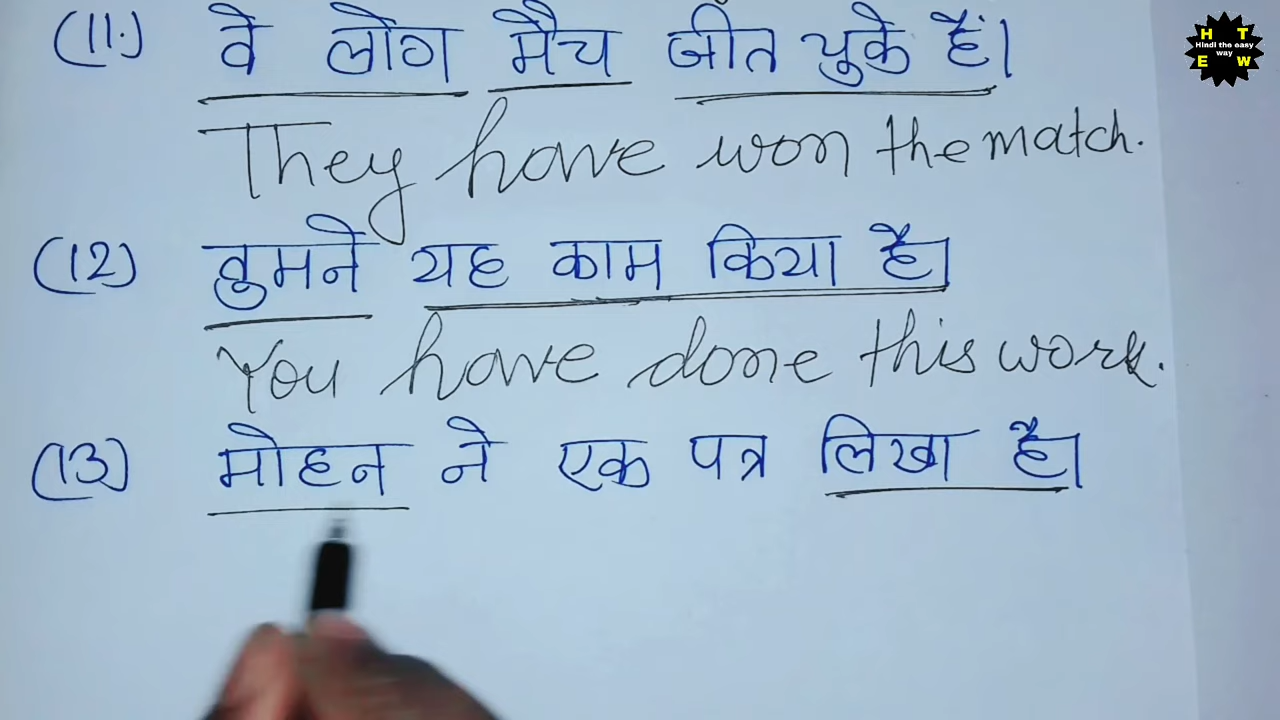 (11.) वे लोग मैच जीत चुके हैं।
They have won the match.
(12) तुमने यह काम किया है।
You have done this work.
(13) मोहन ने एक पत्र लिखा है।
H T
Hindi the easy
way
E W